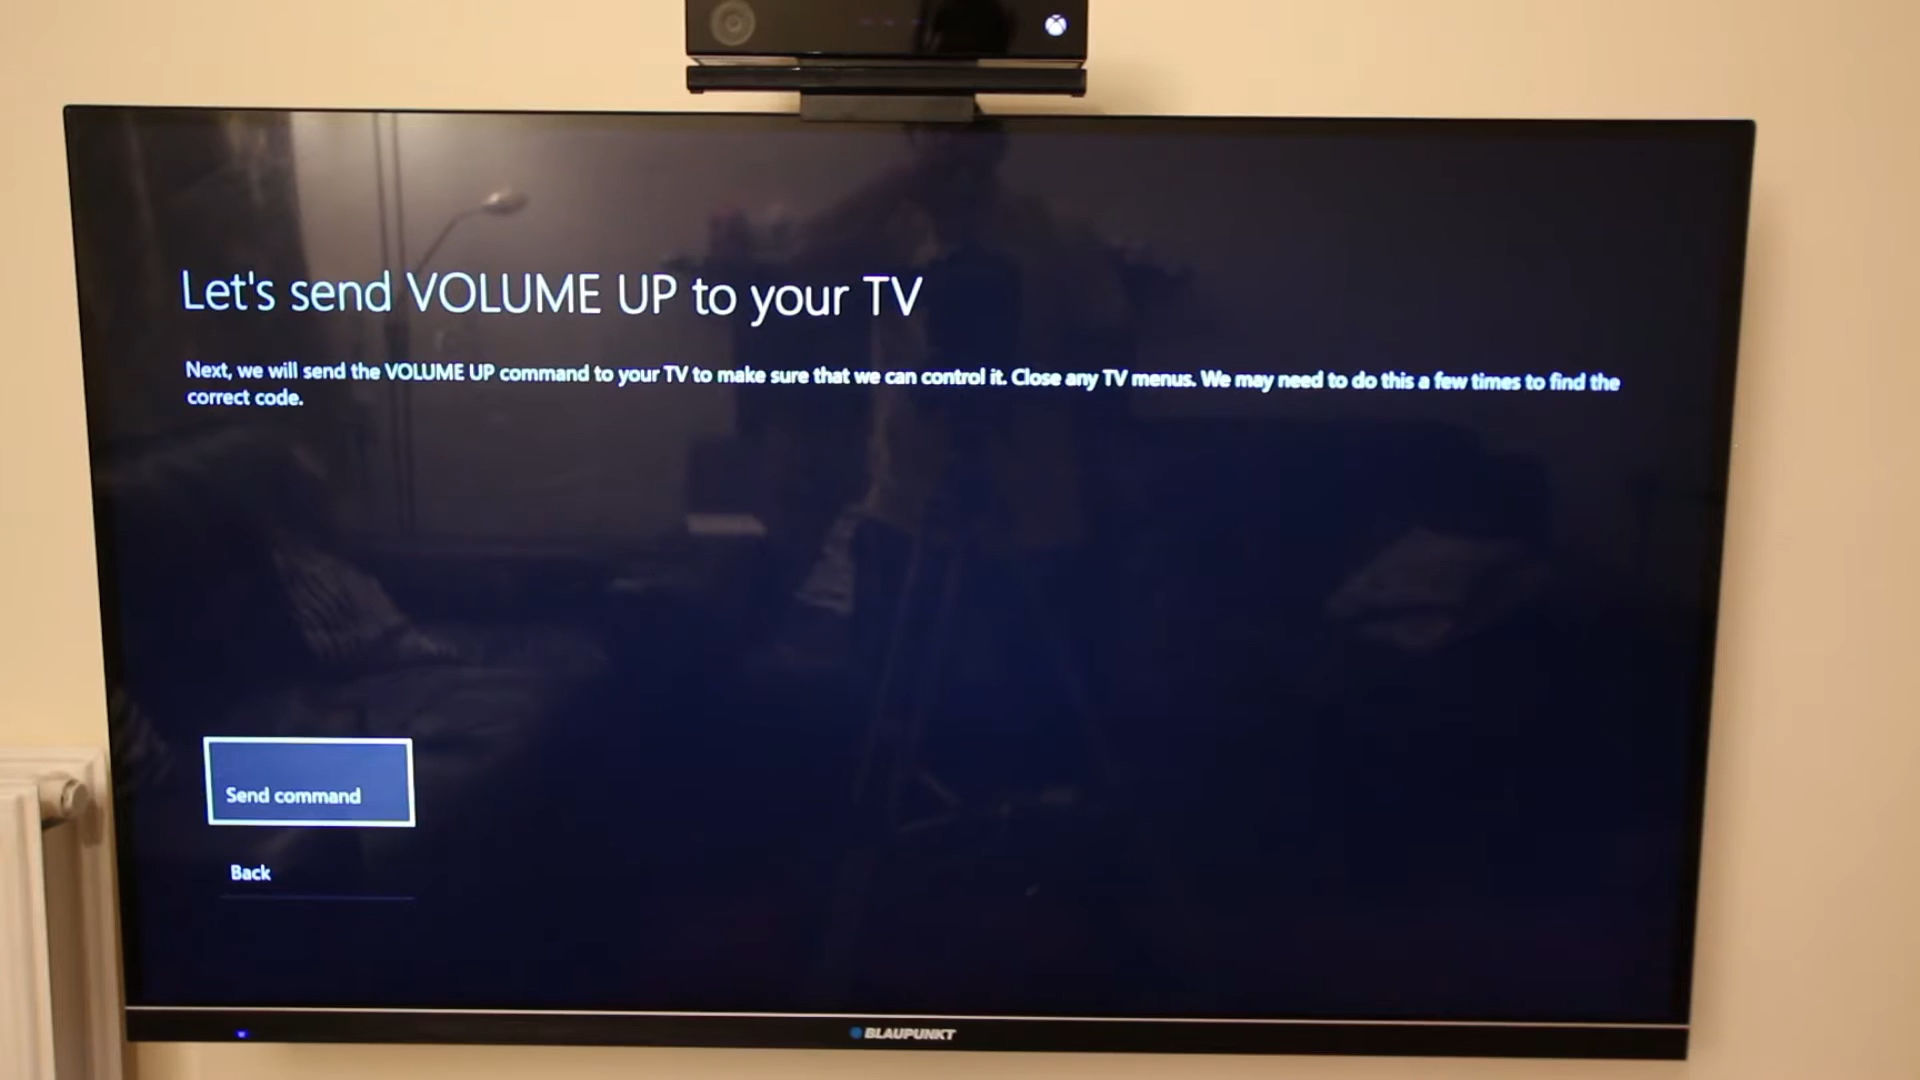 Let's send VOLUME UP to your TV
Next, we will send the VOLUME UP command to your TV to make sure that we can control it. Close any TV menus. We may need to do this a few times to find the
correct code.
Send command
Back
BLAUPUNKT